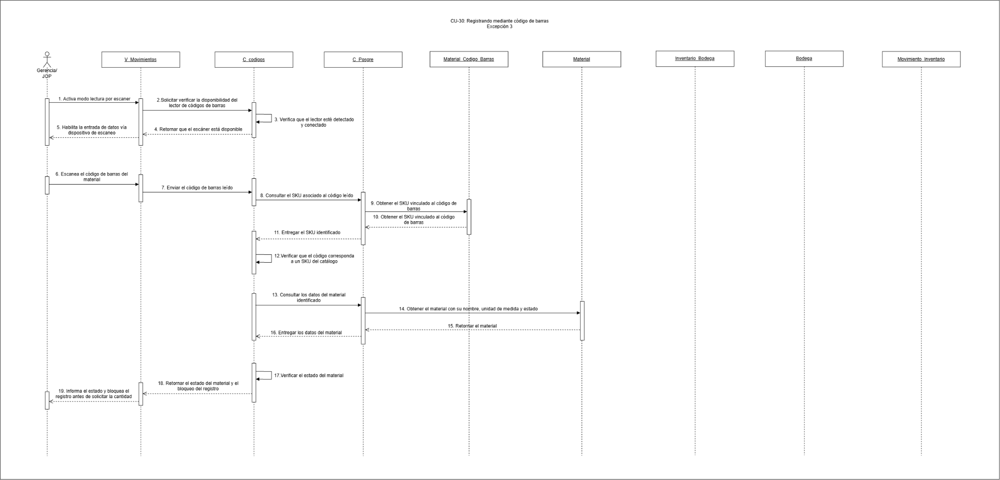 CU-30: Registrando mediante código de barras
Excepción 3
Gerencia/
JOP
V_Movimientos
C_codigos
C_Posgre
Material_Codigo_Barras
Material
Inventario_Bodega
Bodega
Movimiento_Inventario
1. Activa modo lectura por escaner
2.Solicitar verificar la disponibilidad del
lector de códigos de barras
3. Verifica que el lector esté detectado
y conectado
4. Retornar que el escáner está disponible
5. Habilita la entrada de datos vía
dispositivo de escaneo
6. Escanea el código de barras del
material
7. Enviar el código de barras leído
8. Consultar el SKU asociado al código leído
9. Obtener el SKU vinculado al código de
barras
10. Obtener el SKU vinculado al código
de barras
11. Entregar el SKU identificado
12.Verificar que el código corresponda
a un SKU del catálogo
13. Consultar los datos del material
identificado
14. Obtener el material con su nombre, unidad de medida y estado
15. Retornar el material
16. Entregar los datos del material
17.Verificar el estado del material
18. Retornar el estado del material y el
bloqueo del registro
19. Informa el estado y bloquea el
registro antes de solicitar la cantidad